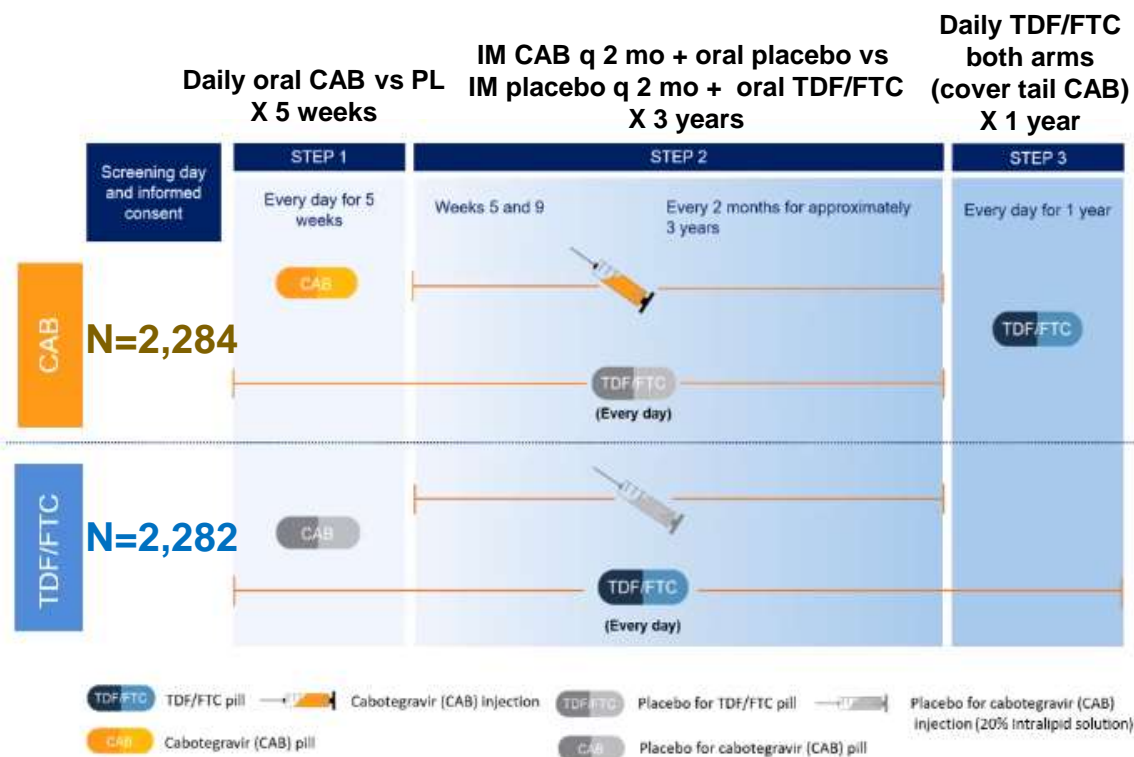 Daily oral CAB vs PL
X 5 weeks
IM CAB q 2 mo + oral placebo vs
IM placebo q 2 mo + oral TDF/FTC
X 3 years
Daily TDF/FTC
both arms
(cover tail CAB)
X 1 year
Screening day
and informed
consent
STEP 1
STEP 2
STEP 3
Every day for 5
weeks
Weeks 5 and 9
Every 2 months for approximately
3 years
Every day for 1 year
CAB
N=2,284
CAB
TDF/FTC
(Every day)
TDF/FTC
TDF/FTC
N=2,282
CAB
TDF/FTC
(Every day)
TDF/FTC TDF/FTC pill
Cabotegravir (CAB) injection
TDF/FTC Placebo for TDF/FTC pill
Placebo for cabotegravir (CAB)
injection (20% Intralipid solution)
CAB Cabotegravir (CAB) pill
CAB Placebo for cabotegravir (CAB) pill